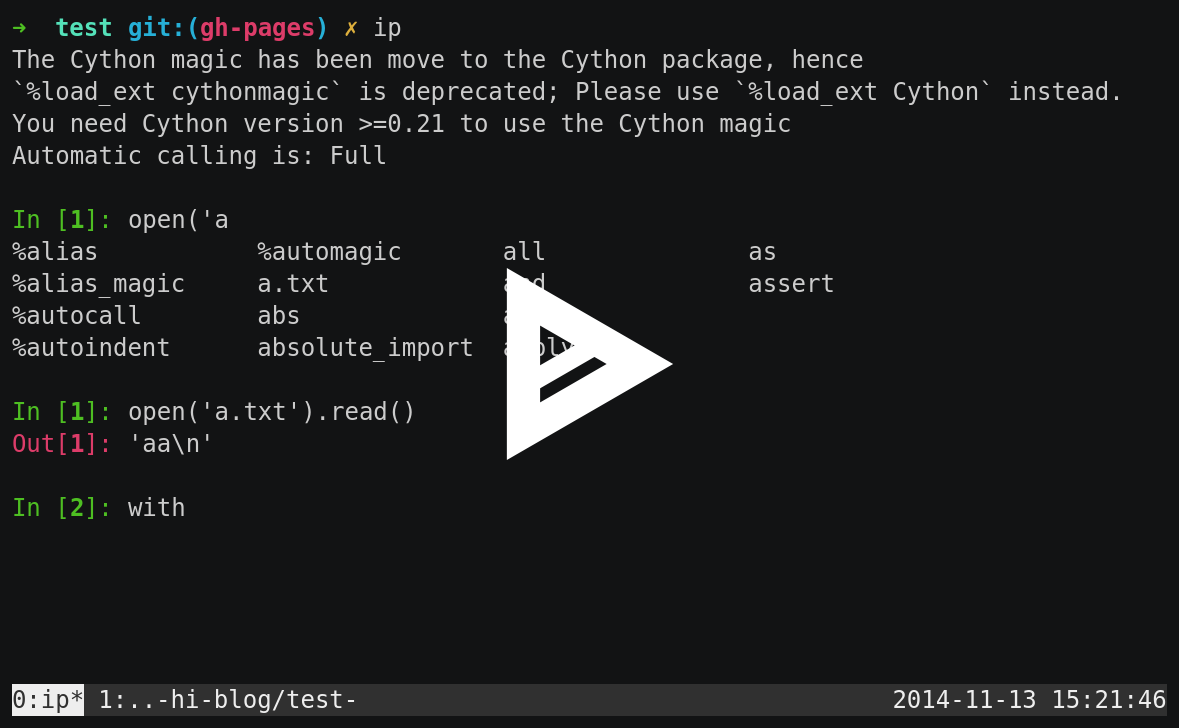 ➜  test git:(gh-pages) ✗ ip
The Cython magic has been move to the Cython package, hence
`%load_ext cythonmagic` is deprecated; Please use `%load_ext Cython` instead.
You need Cython version >=0.21 to use the Cython magic
Automatic calling is: Full
In [1]: open('a
%alias %automagic all as
%alias_magic a.txt and assert
%autocall abs
%autoindent absolute_import apply
In [1]: open('a.txt').read()
Out[1]: 'aa\n'
In [2]: with
0:ip* 1:..-hi-blog/test- 2014-11-13 15:21:46